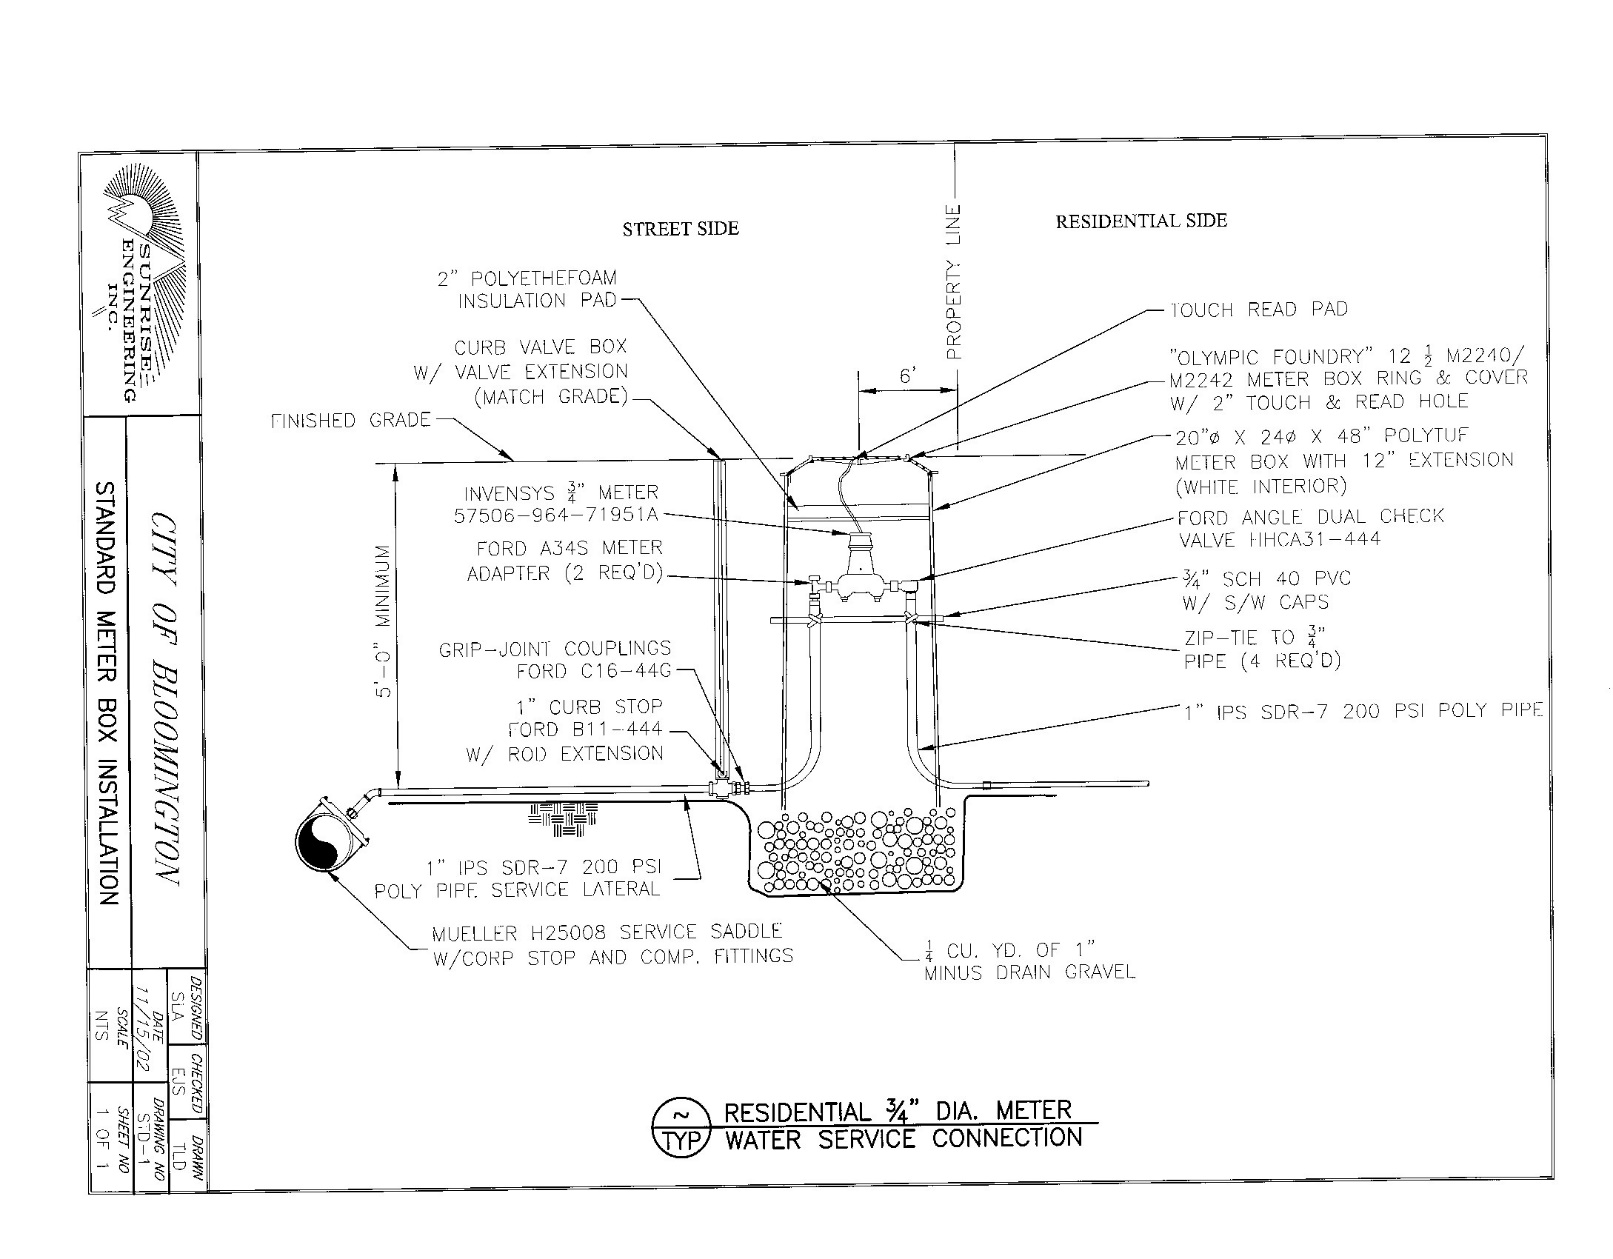 STREET SIDE
RESIDENTIAL SIDE
PROPERTY LINE
2" POLYETHEFOAM
INSULATION PAD
CURB VALVE BOX
W/ VALVE EXTENSION
(MATCH GRADE)
FINISHED GRADE
INVENSYS 3/4" METER
57506-964-71951A
FORD A34S METER
ADAPTER (2 REQ'D)
5'-0" MINIMUM
GRIP-JOINT COUPLINGS
FORD C16-44G
1" CURB STOP
FORD B11-444
W/ ROD EXTENSION
1" IPS SDR-7 200 PSI
POLY PIPE SERVICE LATERAL
MUELLER H25008 SERVICE SADDLE
W/CORP STOP AND COMP. FITTINGS
6'
TOUCH READ PAD
"OLYMPIC FOUNDRY" 12 1/2 M2240/
M2242 METER BOX RING & COVER
W/ 2" TOUCH & READ HOLE
20"ø X 24ø X 48" POLYTUF
METER BOX WITH 12" EXTENSION
(WHITE INTERIOR)
FORD ANGLE DUAL CHECK
VALVE HHCA31-444
3/4" SCH 40 PVC
W/ S/W CAPS
ZIP-TIE TO 3/4"
PIPE (4 REQ'D)
1" IPS SDR-7 200 PSI POLY PIPE
1/4 CU. YD. OF 1"
MINUS DRAIN GRAVEL
~
TYP
RESIDENTIAL 3/4" DIA. METER
WATER SERVICE CONNECTION
SUNRISE
ENGINEERING
INC.
CITY OF BLOOMINGTON
STANDARD METER BOX INSTALLATION
DESIGNED
SLA
CHECKED
EJS
DRAWN
TLD
DATE
11/15/02
DRAWING NO
STD-1
SCALE
NTS
SHEET NO
1 OF 1